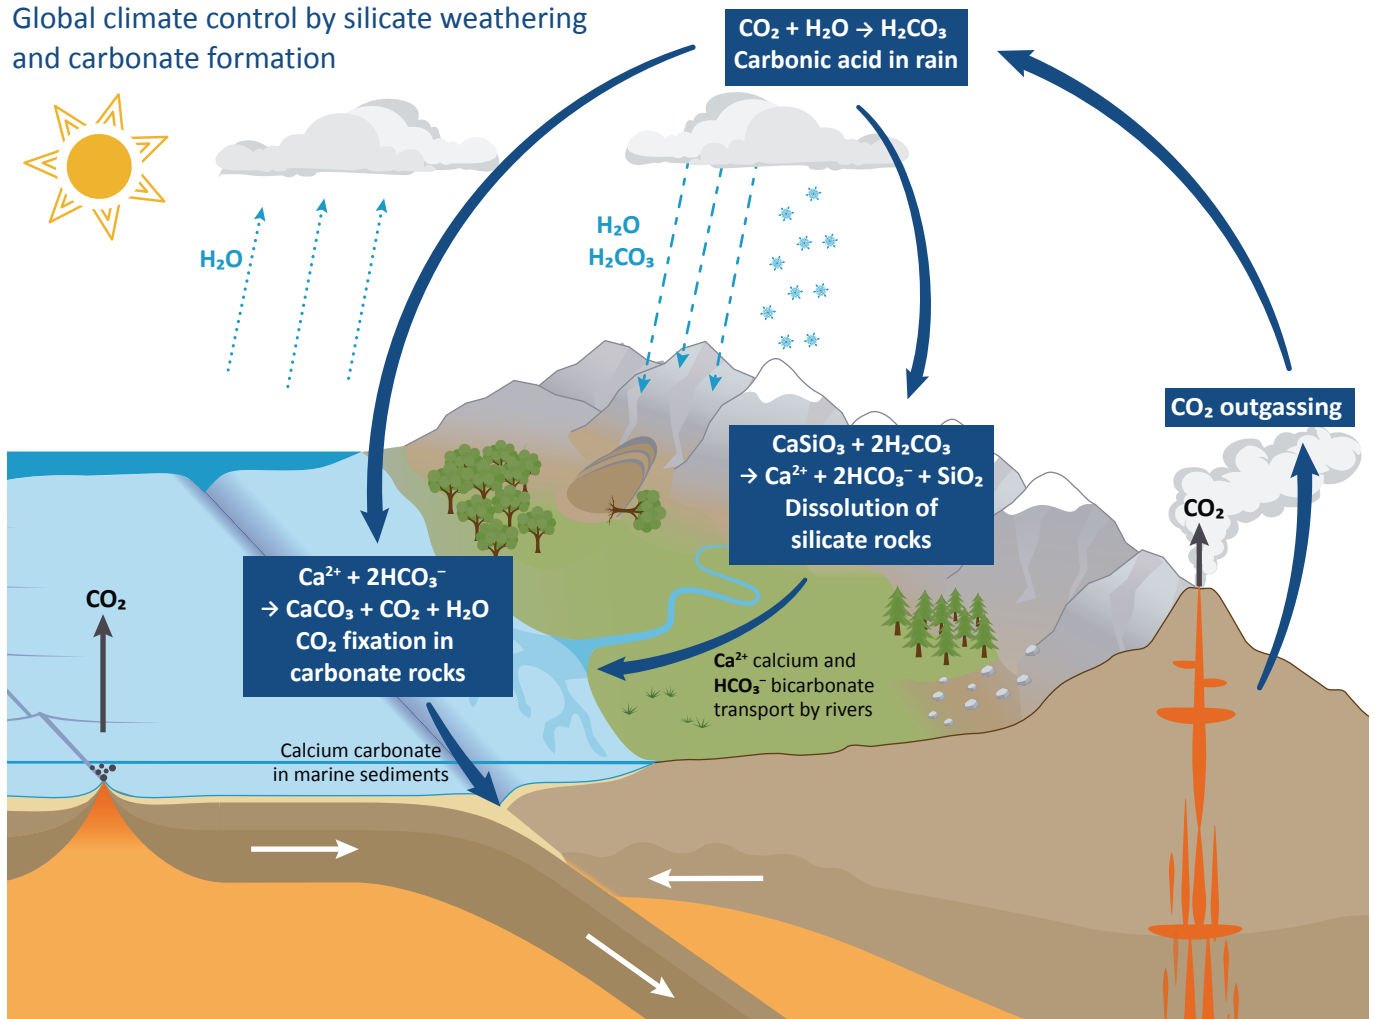 Global climate control by silicate weathering
and carbonate formation
CO₂ + H₂O → H₂CO₃
Carbonic acid in rain
H₂O
H₂O
H₂CO₃
CO₂ outgassing
CaSiO₃ + 2H₂CO₃
→ Ca²⁺ + 2HCO₃⁻ + SiO₂
Dissolution of
silicate rocks
CO₂
Ca²⁺ + 2HCO₃⁻
→ CaCO₃ + CO₂ + H₂O
CO₂ fixation in
carbonate rocks
CO₂
Ca²⁺ calcium and
HCO₃⁻ bicarbonate
transport by rivers
Calcium carbonate
in marine sediments